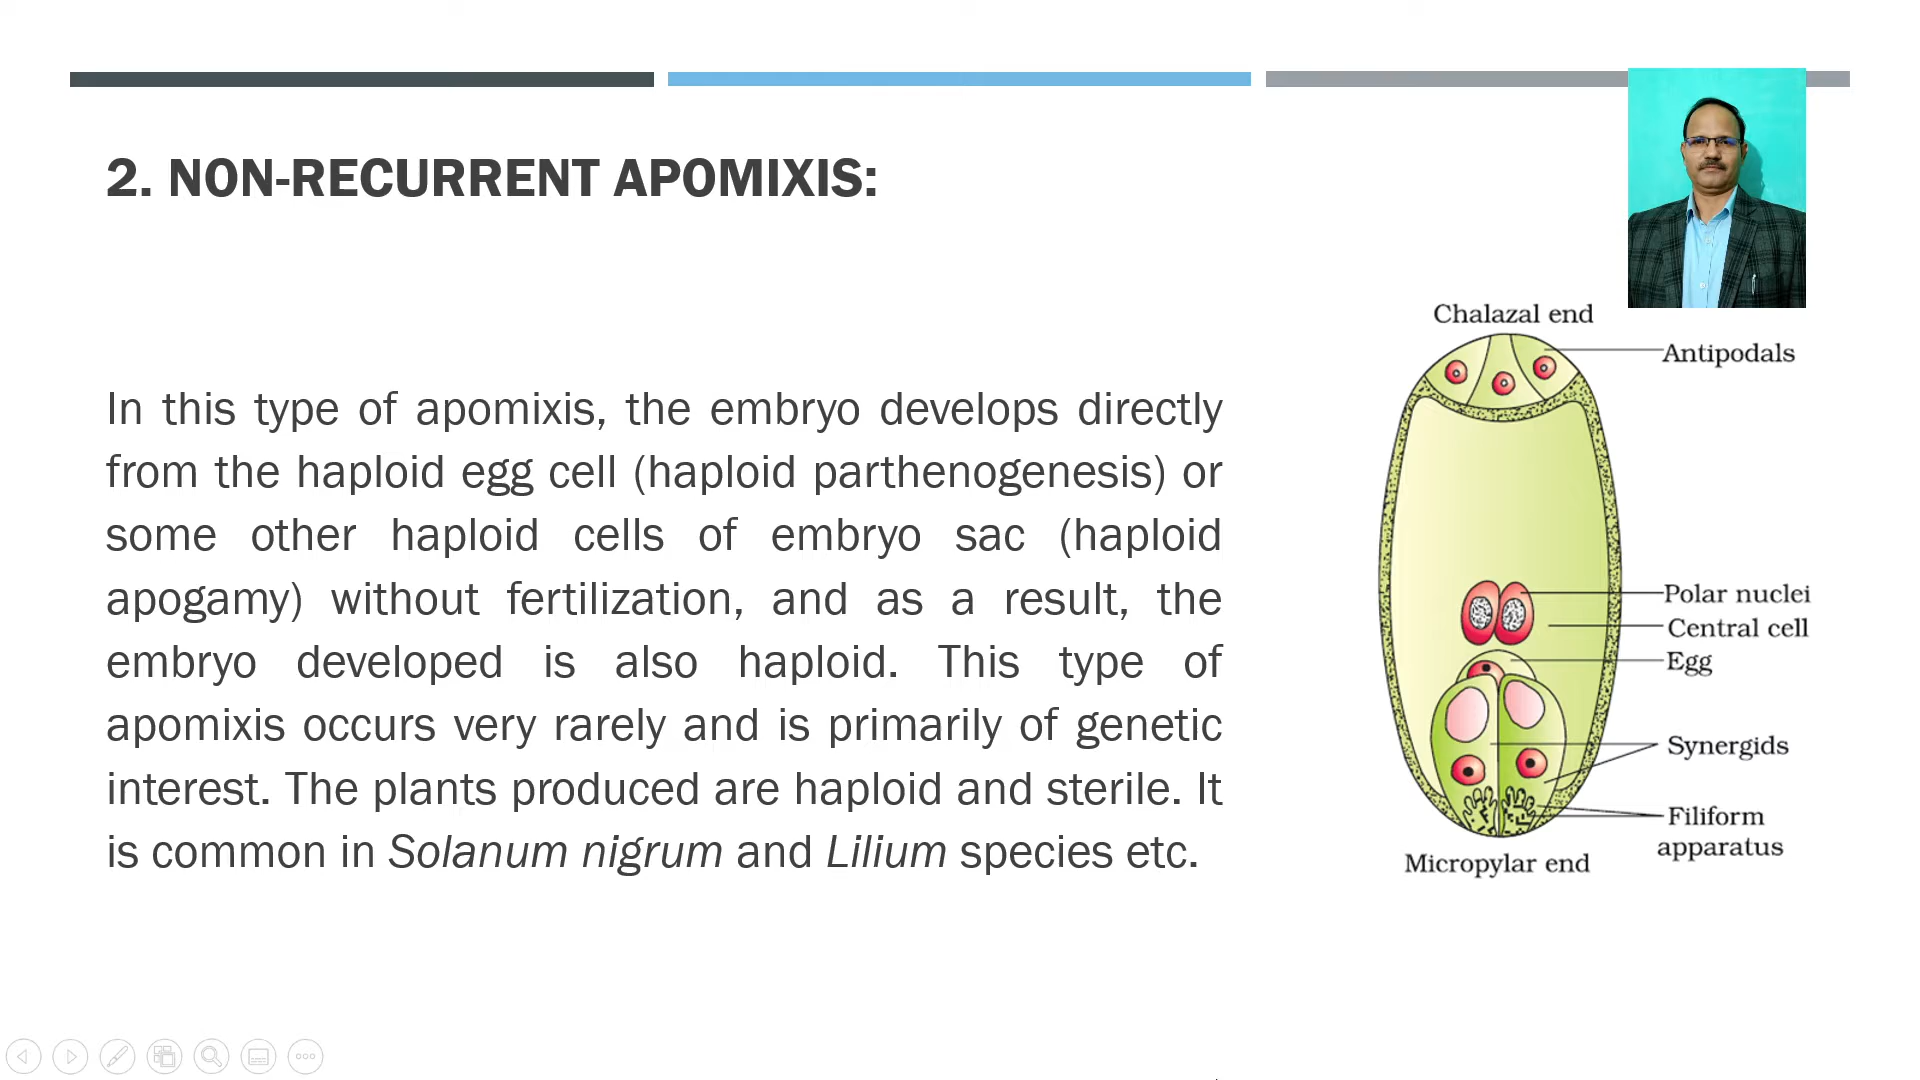 2. NON-RECURRENT APOMIXIS:
In this type of apomixis, the embryo develops directly
from the haploid egg cell (haploid parthenogenesis) or
some other haploid cells of embryo sac (haploid
apogamy) without fertilization, and as a result, the
embryo developed is also haploid. This type of
apomixis occurs very rarely and is primarily of genetic
interest. The plants produced are haploid and sterile. It
is common in Solanum nigrum and Lilium species etc.
Chalazal end
Antipodals
Polar nuclei
Central cell
Egg
Synergids
Filiform
apparatus
Micropylar end